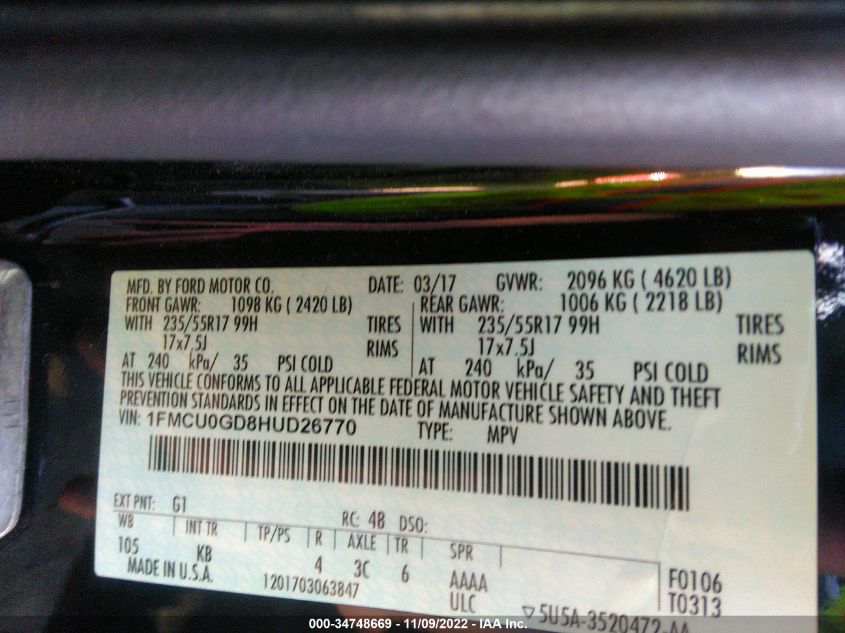 MFD. BY FORD MOTOR CO. DATE: 03/17 GVWR: 2096 KG ( 4620 LB)
FRONT GAWR: 1098 KG ( 2420 LB) REAR GAWR: 1006 KG ( 2218 LB)
WITH 235/55R17 99H TIRES WITH 235/55R17 99H TIRES
17x7.5J RIMS 17x7.5J RIMS
AT 240 kPa/ 35 PSI COLD AT 240 kPa/ 35 PSI COLD
THIS VEHICLE CONFORMS TO ALL APPLICABLE FEDERAL MOTOR VEHICLE SAFETY AND THEFT
PREVENTION STANDARDS IN EFFECT ON THE DATE OF MANUFACTURE SHOWN ABOVE.
VIN: 1FMCU0GD8HUD26770 TYPE: MPV
EXT PNT: G1 RC: 48 DSO:
WB INT TR TP/PS R AXLE TR SPR
105 KB 4 3C 6 AAAA F0106
MADE IN U.S.A. 1201703063847 ULC T0313
▽5U5A-3520472-AA
000-34748669 - 11/09/2022 - IAA Inc.